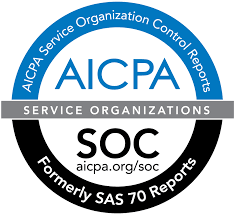 AICPA Service Organization Control Reports
AICPA
SERVICE ORGANIZATIONS
SOC
aicpa.org/soc
Formerly SAS 70 Reports